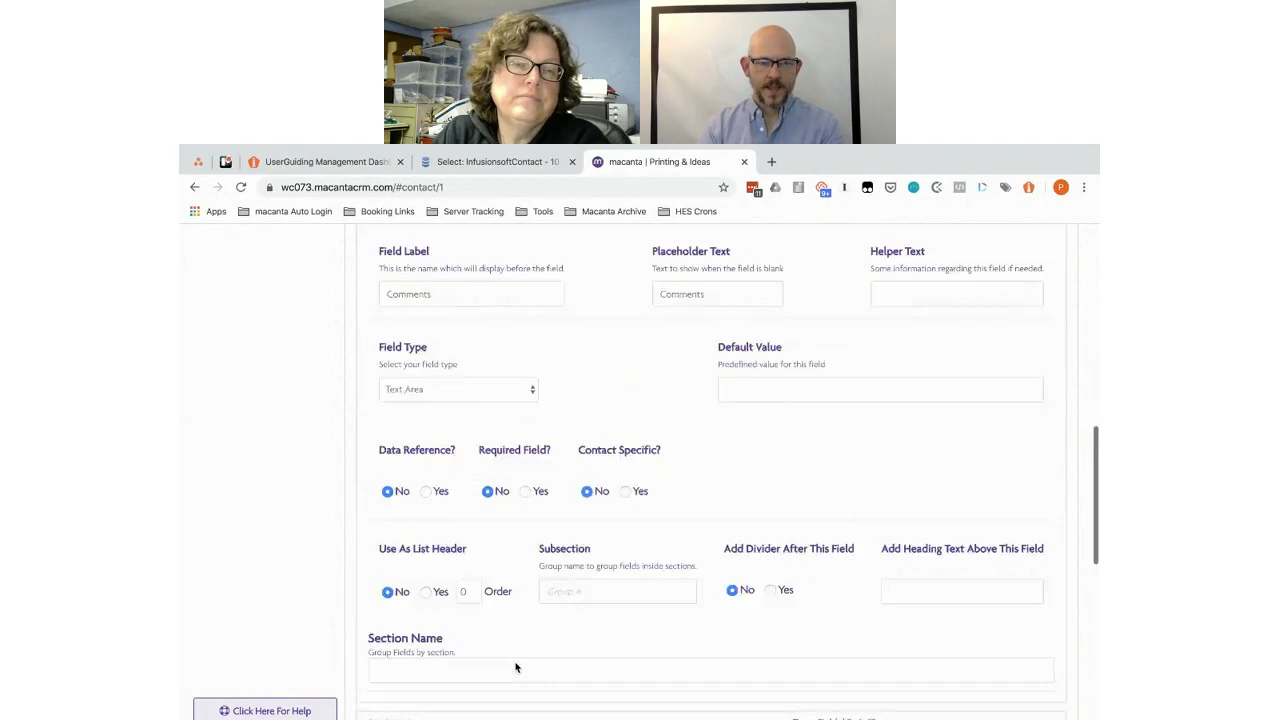 UserGuiding Management Dash
Select: InfusionsoftContact - 10
macanta | Printing & Ideas
wc073.macantacrm.com/#contact/1
11
9+
P
Apps
macanta Auto Login
Booking Links
Server Tracking
Tools
Macanta Archive
HES Crons
Field Label
Placeholder Text
Helper Text
This is the name which will display before the field
Text to show when the field is blank
Some information regarding this field if needed.
Comments
Comments
Field Type
Default Value
Select your field type
Predefined value for this field
Text Area
Data Reference?
Required Field?
Contact Specific?
No Yes
No Yes
No Yes
Use As List Header
Subsection
Add Divider After This Field
Add Heading Text Above This Field
Group name to group fields inside sections.
No Yes 0 Order
Group #
No Yes
Section Name
Group Fields by section.
Click Here For Help